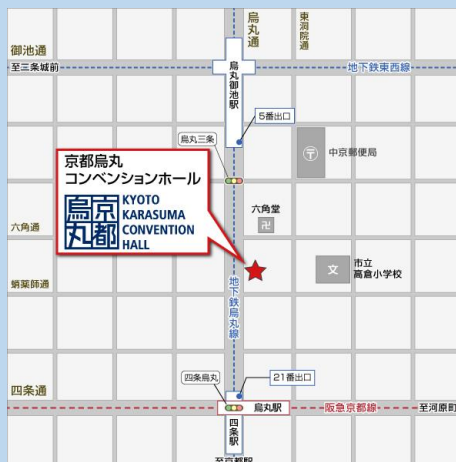 烏丸通
東洞院通
御池通
至二条城前
烏丸御池駅
地下鉄東西線
5番出口
中京郵便局
烏丸三条
京都烏丸
コンベンションホール
京都
烏丸
KYOTO
KARASUMA
CONVENTION
HALL
六角堂
卍
六角通
文
市立
高倉小学校
蛸薬師通
地下鉄烏丸線
四条烏丸
21番出口
四条通
烏丸駅
阪急京都線
至河原町
四条駅
至京都駅